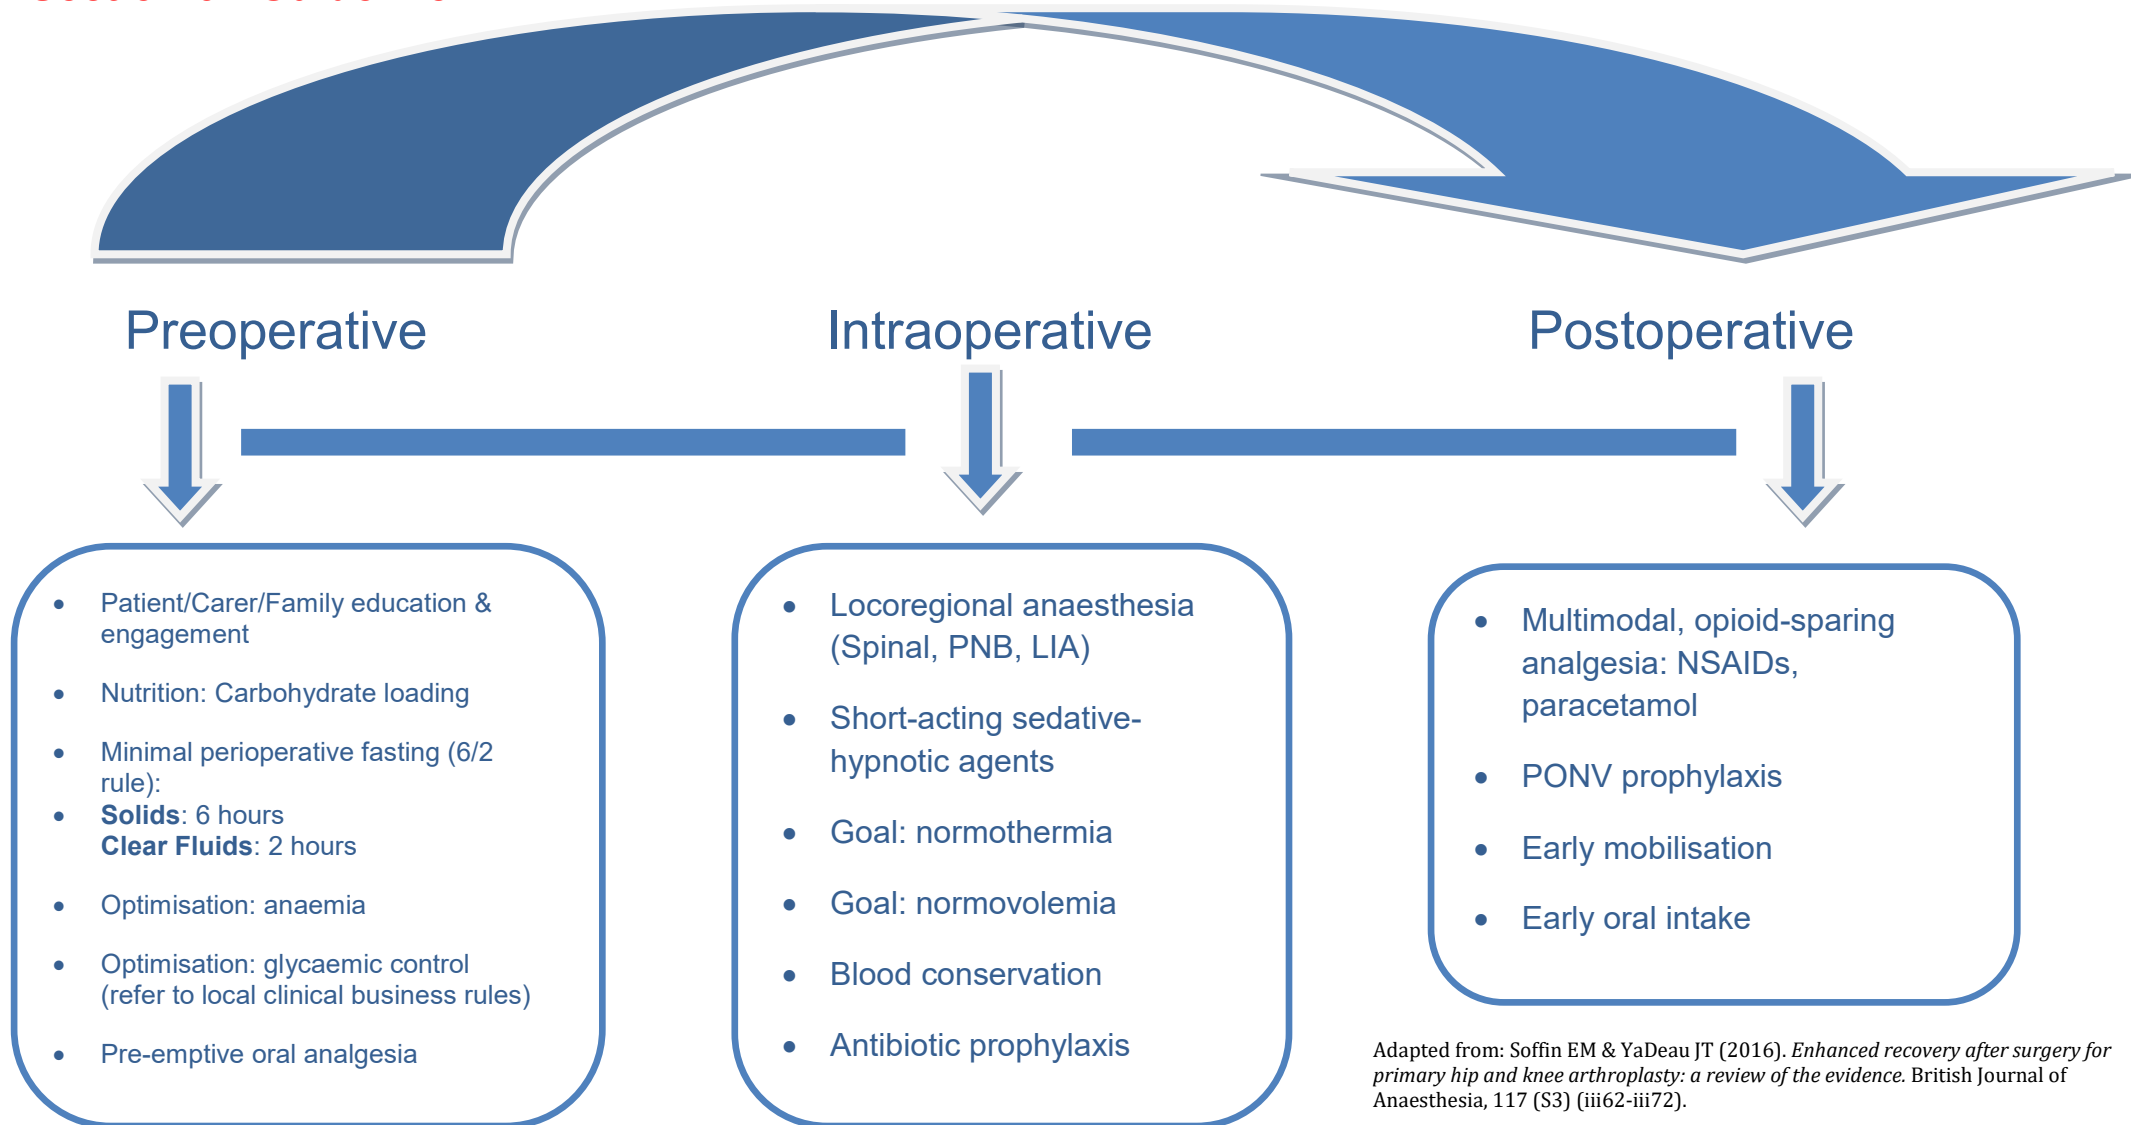 Preoperative
Intraoperative
Postoperative
• Patient/Carer/Family education &
engagement
• Nutrition: Carbohydrate loading
• Minimal perioperative fasting (6/2
rule):
• Solids: 6 hours
Clear Fluids: 2 hours
• Optimisation: anaemia
• Optimisation: glycaemic control
(refer to local clinical business rules)
• Pre-emptive oral analgesia
• Locoregional anaesthesia
(Spinal, PNB, LIA)
• Short-acting sedative-
hypnotic agents
• Goal: normothermia
• Goal: normovolemia
• Blood conservation
• Antibiotic prophylaxis
• Multimodal, opioid-sparing
analgesia: NSAIDs,
paracetamol
• PONV prophylaxis
• Early mobilisation
• Early oral intake
Adapted from: Soffin EM & YaDeau JT (2016). Enhanced recovery after surgery for
primary hip and knee arthroplasty: a review of the evidence. British Journal of
Anaesthesia, 117 (S3) (iii62-iii72).